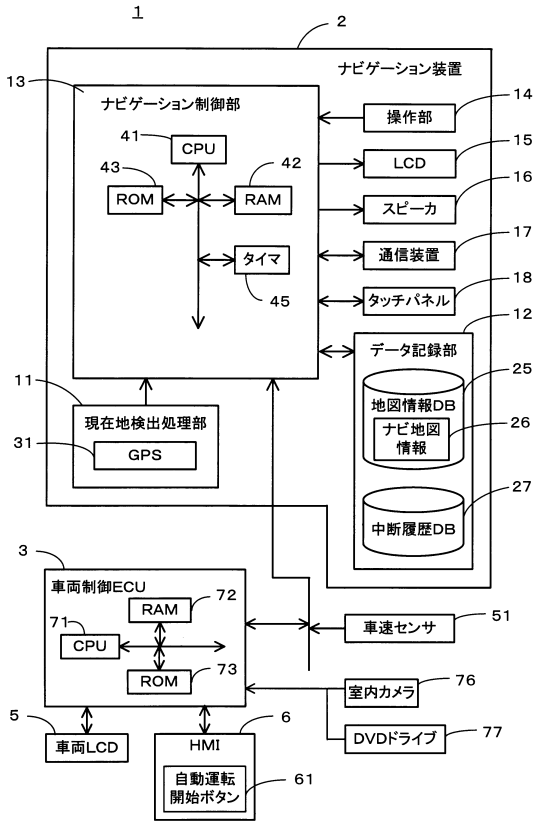 1
2
ナビゲーション装置
13
ナビゲーション制御部
41
CPU
43
ROM
42
RAM
タイマ
45
操作部
14
LCD
15
スピーカ
16
通信装置
17
タッチパネル
18
12
データ記録部
25
地図情報DB
ナビ地図
情報
26
27
中断履歴DB
11
現在地検出処理部
31
GPS
3
車両制御ECU
72
RAM
71
CPU
ROM
73
車速センサ
51
室内カメラ
76
DVDドライブ
77
5
車両LCD
6
HMI
自動運転
開始ボタン
61